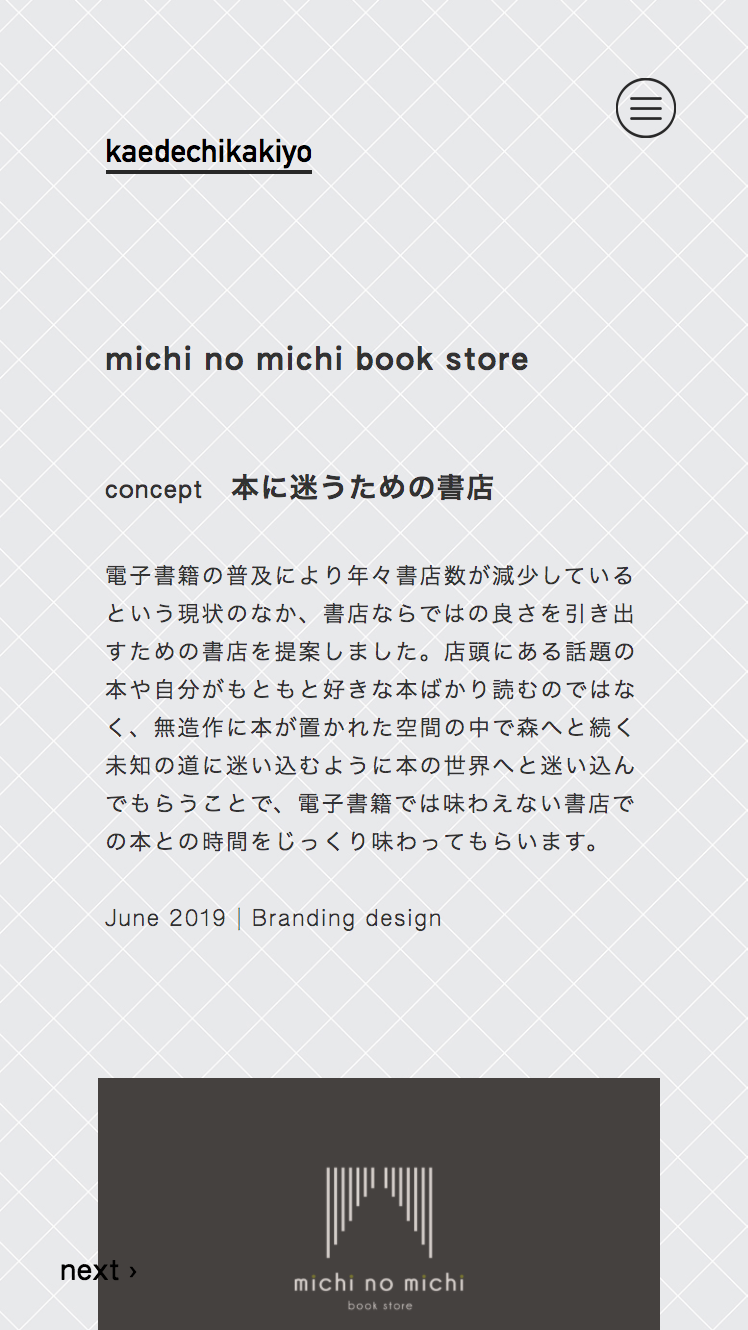 kaedechikakiyo
michi no michi book store
concept 本に迷うための書店
電子書籍の普及により年々書店数が減少している
という現状のなか、書店ならではの良さを引き出
すための書店を提案しました。店頭にある話題の
本や自分がもともと好きな本ばかり読むのではな
く、無造作に本が置かれた空間の中で森へと続く
未知の道に迷い込むように本の世界へと迷い込ん
でもらうことで、電子書籍では味わえない書店で
の本との時間をじっくり味わってもらいます。
June 2019 | Branding design
michi no michi
book store
next ›